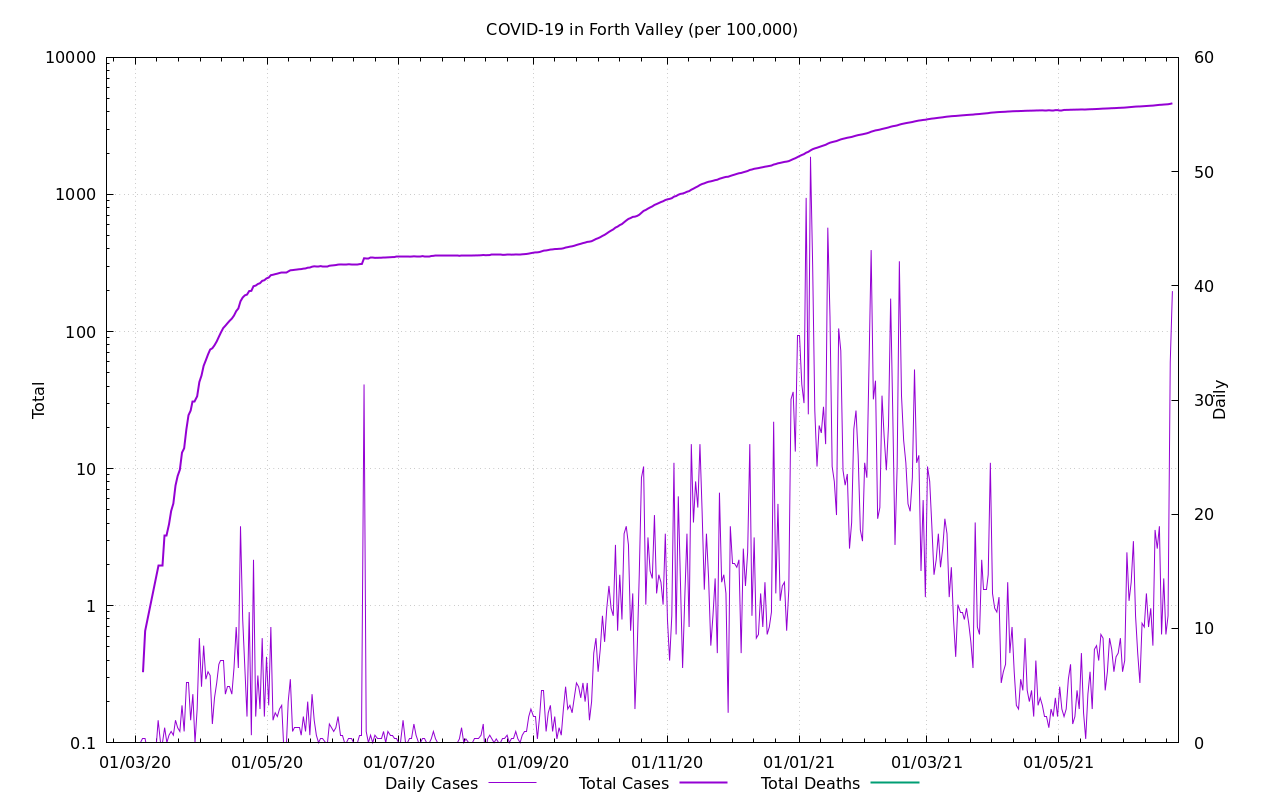 COVID-19 in Forth Valley (per 100,000)
10000 60
50
1000
40
100
Total 30 Daily
10
20
1
10
0.1 0
01/03/20 01/05/20 01/07/20 01/09/20 01/11/20 01/01/21 01/03/21 01/05/21
Daily Cases Total Cases Total Deaths